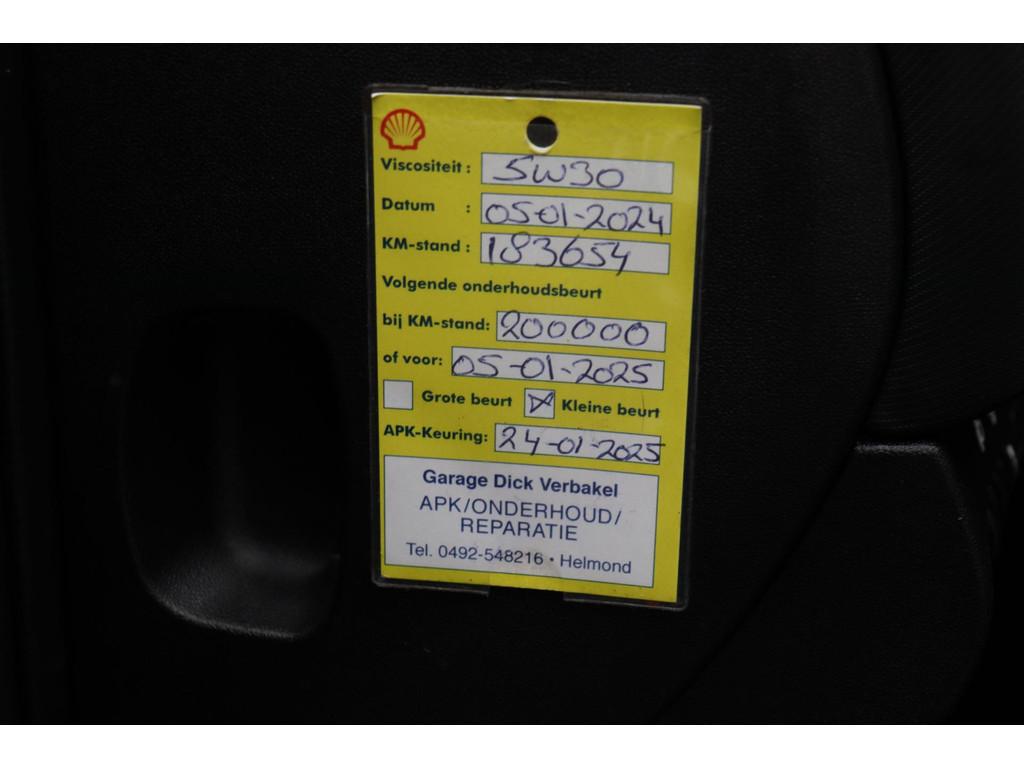 Viscositeit : 5W30
Datum : 05-01-2024
KM-stand : 183654
Volgende onderhoudsbeurt
bij KM-stand: 200000
of voor: 05-01-2025
Grote beurt Kleine beurt
APK-Keuring: 24-01-2025
Garage Dick Verbakel
APK/ONDERHOUD/
REPARATIE
Tel. 0492-548216 • Helmond